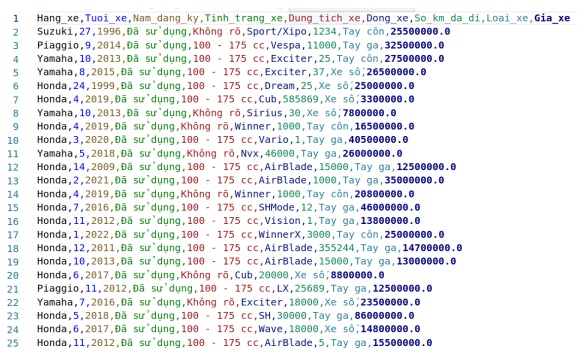 1 Hang_xe,Tuoi_xe,Nam_dang_ky,Tinh_trang_xe,Dung_tich_xe,Dong_xe,So_km_da_di,Loai_xe,Gia_xe
2 Suzuki,27,1996,Đã sử dụng,Không rõ,Sport/Xipo,1234,Tay côn,25500000.0
3 Piaggio,9,2014,Đã sử dụng,100 - 175 cc,Vespa,11000,Tay ga,32500000.0
4 Yamaha,10,2013,Đã sử dụng,100 - 175 cc,Exciter,25,Tay côn,27500000.0
5 Yamaha,8,2015,Đã sử dụng,100 - 175 cc,Exciter,37,Xe số,26500000.0
6 Honda,24,1999,Đã sử dụng,100 - 175 cc,Dream,25,Xe số,25000000.0
7 Honda,4,2019,Đã sử dụng,100 - 175 cc,Cub,585869,Xe số,3300000.0
8 Yamaha,10,2013,Đã sử dụng,Không rõ,Sirius,30,Xe số,7800000.0
9 Honda,4,2019,Đã sử dụng,Không rõ,Winner,1000,Tay côn,16500000.0
10 Honda,3,2020,Đã sử dụng,100 - 175 cc,Vario,1,Tay ga,40500000.0
11 Yamaha,5,2018,Đã sử dụng,Không rõ,Nvx,46000,Tay ga,26000000.0
12 Honda,14,2009,Đã sử dụng,100 - 175 cc,AirBlade,15000,Tay ga,12500000.0
13 Honda,2,2021,Đã sử dụng,100 - 175 cc,AirBlade,1000,Tay ga,35000000.0
14 Honda,4,2019,Đã sử dụng,Không rõ,Winner,1000,Tay côn,20800000.0
15 Honda,7,2016,Đã sử dụng,100 - 175 cc,SHMode,12,Tay ga,46000000.0
16 Honda,11,2012,Đã sử dụng,100 - 175 cc,Vision,1,Tay ga,13800000.0
17 Honda,1,2022,Đã sử dụng,100 - 175 cc,WinnerX,3000,Tay côn,25000000.0
18 Honda,12,2011,Đã sử dụng,100 - 175 cc,AirBlade,355244,Tay ga,14700000.0
19 Honda,10,2013,Đã sử dụng,100 - 175 cc,AirBlade,15000,Tay ga,13000000.0
20 Honda,6,2017,Đã sử dụng,Không rõ,Cub,20000,Xe số,8800000.0
21 Piaggio,11,2012,Đã sử dụng,100 - 175 cc,LX,25689,Tay ga,12500000.0
22 Yamaha,7,2016,Đã sử dụng,Không rõ,Exciter,18000,Xe số,23500000.0
23 Honda,5,2018,Đã sử dụng,100 - 175 cc,SH,30000,Tay ga,86000000.0
24 Honda,6,2017,Đã sử dụng,100 - 175 cc,Wave,18000,Xe số,14800000.0
25 Honda,11,2012,Đã sử dụng,100 - 175 cc,AirBlade,5,Tay ga,15500000.0